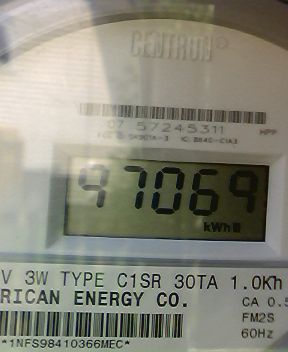 CENTRON®
07 57245311 HPP
97069
kWh
V 3W TYPE C1SR 30TA 1.0Kh
RICAN ENERGY CO.
CA 0.5
FM2S
60Hz
*1NFS98410366MEC*